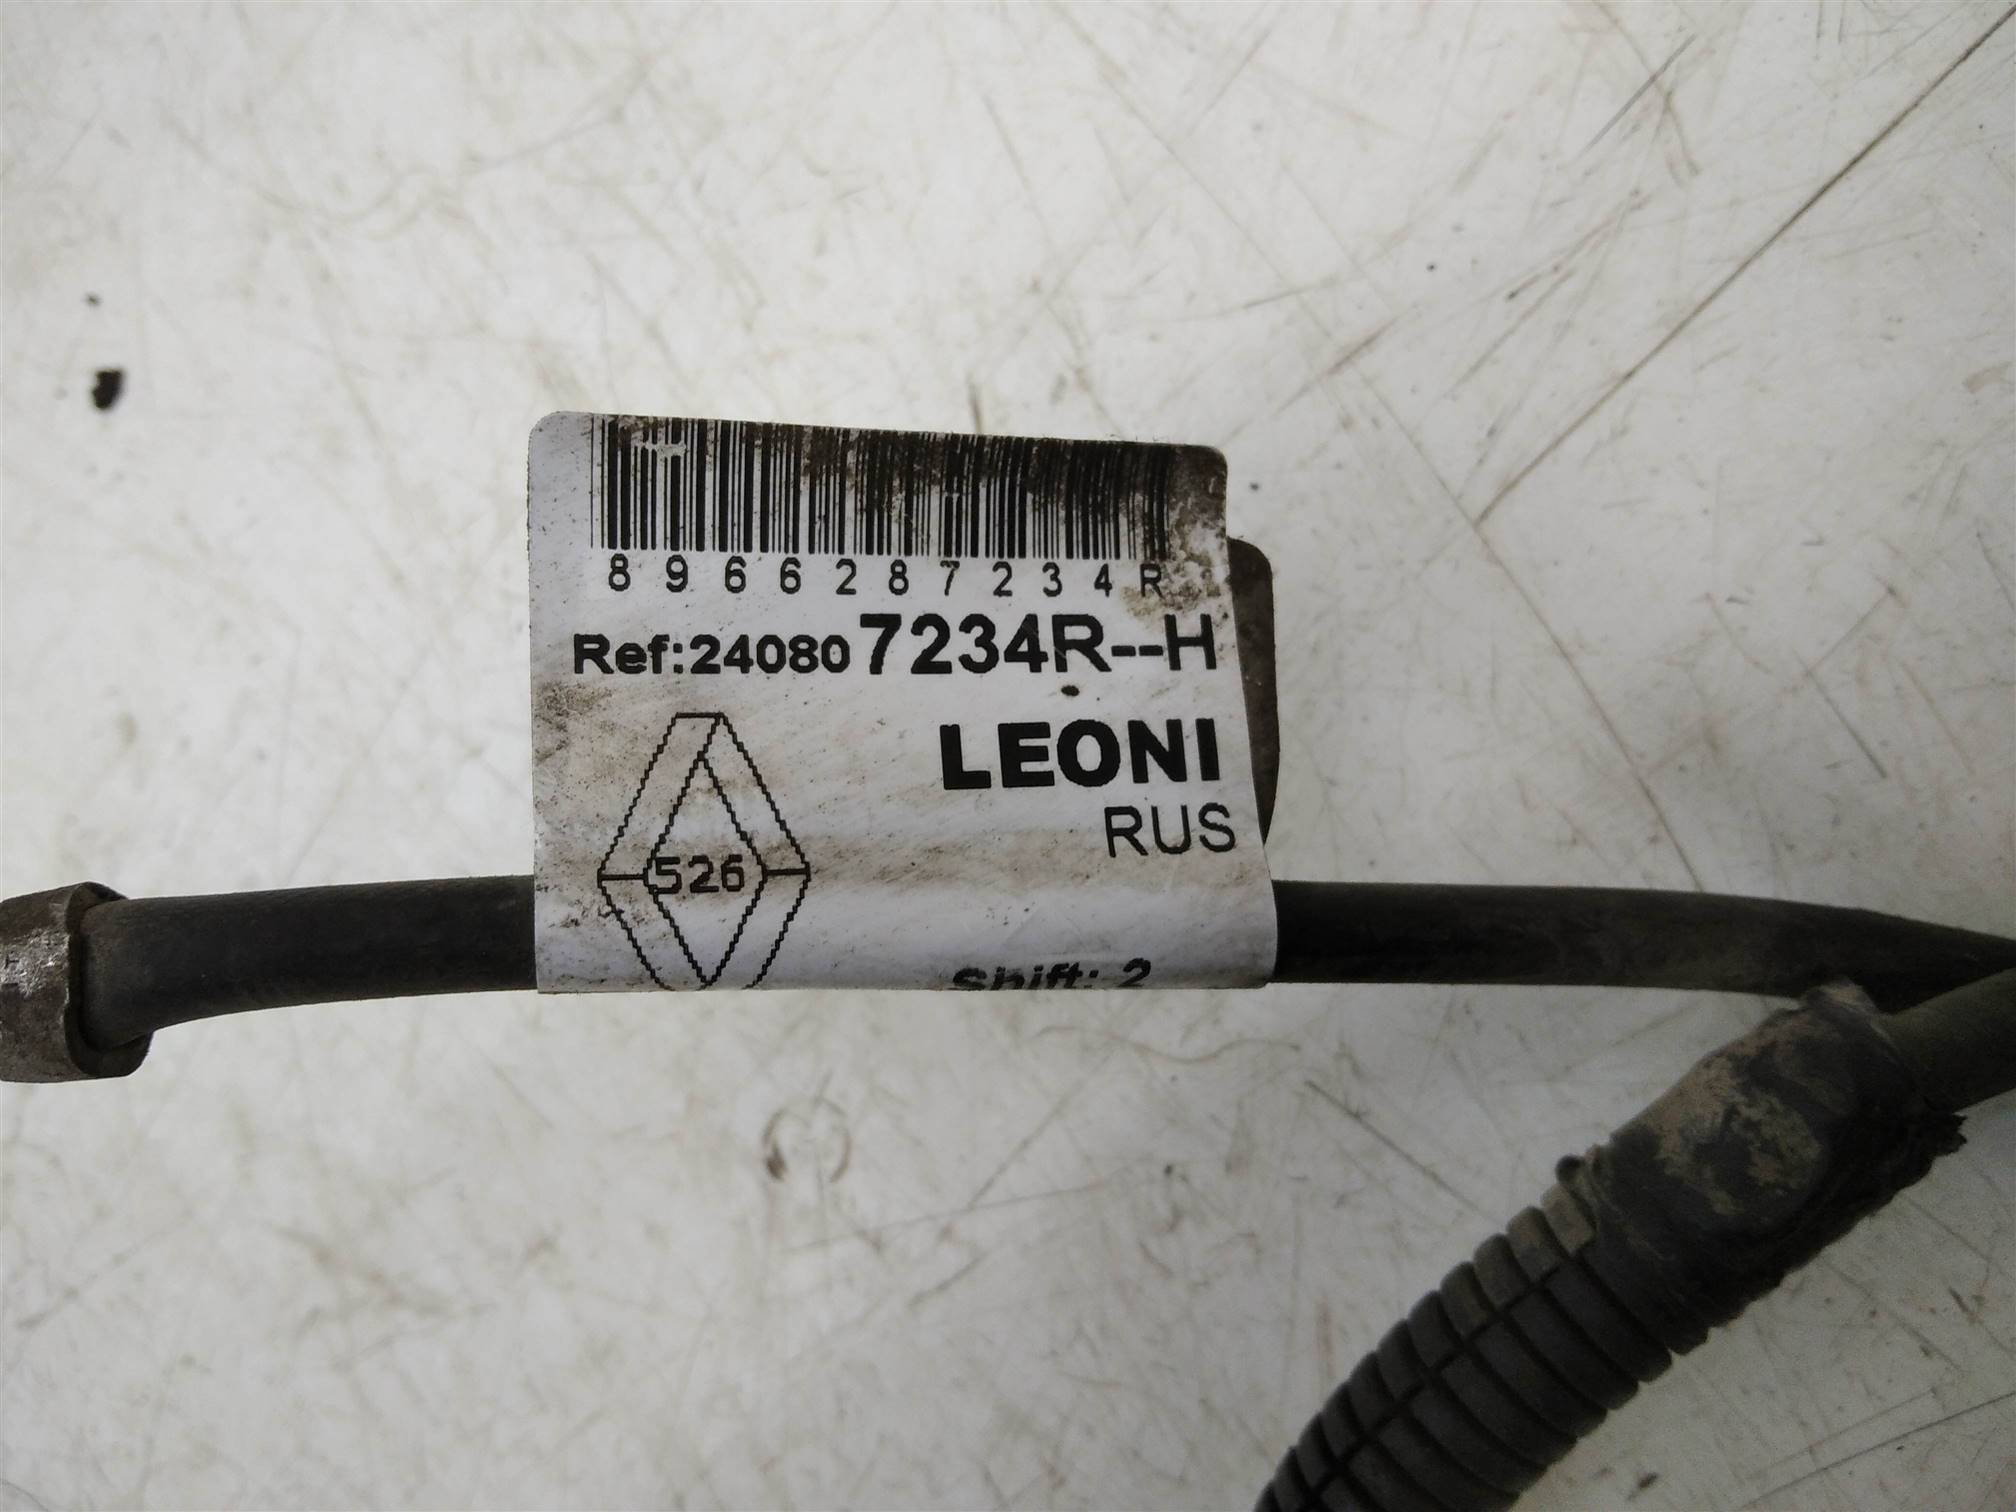 8966287234R
Ref:240807234R--H
LEONI
RUS
526
Shift: 2